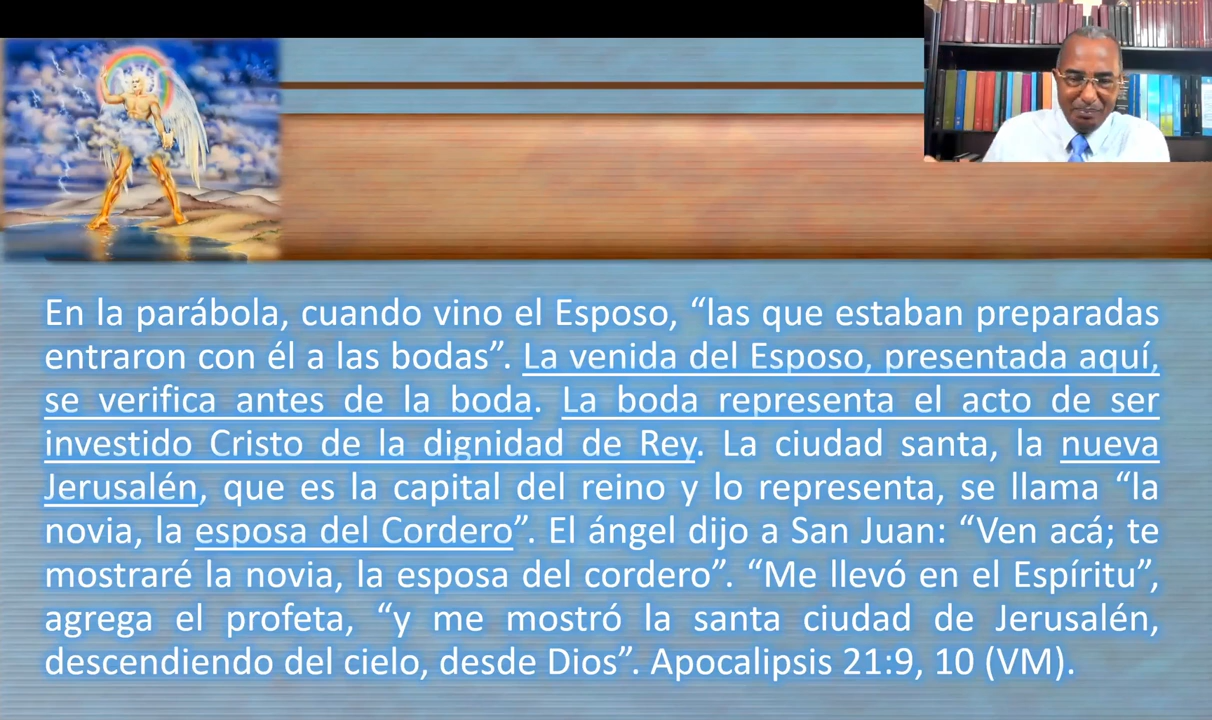 En la parábola, cuando vino el Esposo, “las que estaban preparadas
entraron con él a las bodas”. La venida del Esposo, presentada aquí,
se verifica antes de la boda. La boda representa el acto de ser
investido Cristo de la dignidad de Rey. La ciudad santa, la nueva
Jerusalén, que es la capital del reino y lo representa, se llama “la
novia, la esposa del Cordero”. El ángel dijo a San Juan: “Ven acá; te
mostraré la novia, la esposa del cordero”. “Me llevó en el Espíritu”,
agrega el profeta, “y me mostró la santa ciudad de Jerusalén,
descendiendo del cielo, desde Dios”. Apocalipsis 21:9, 10 (VM).